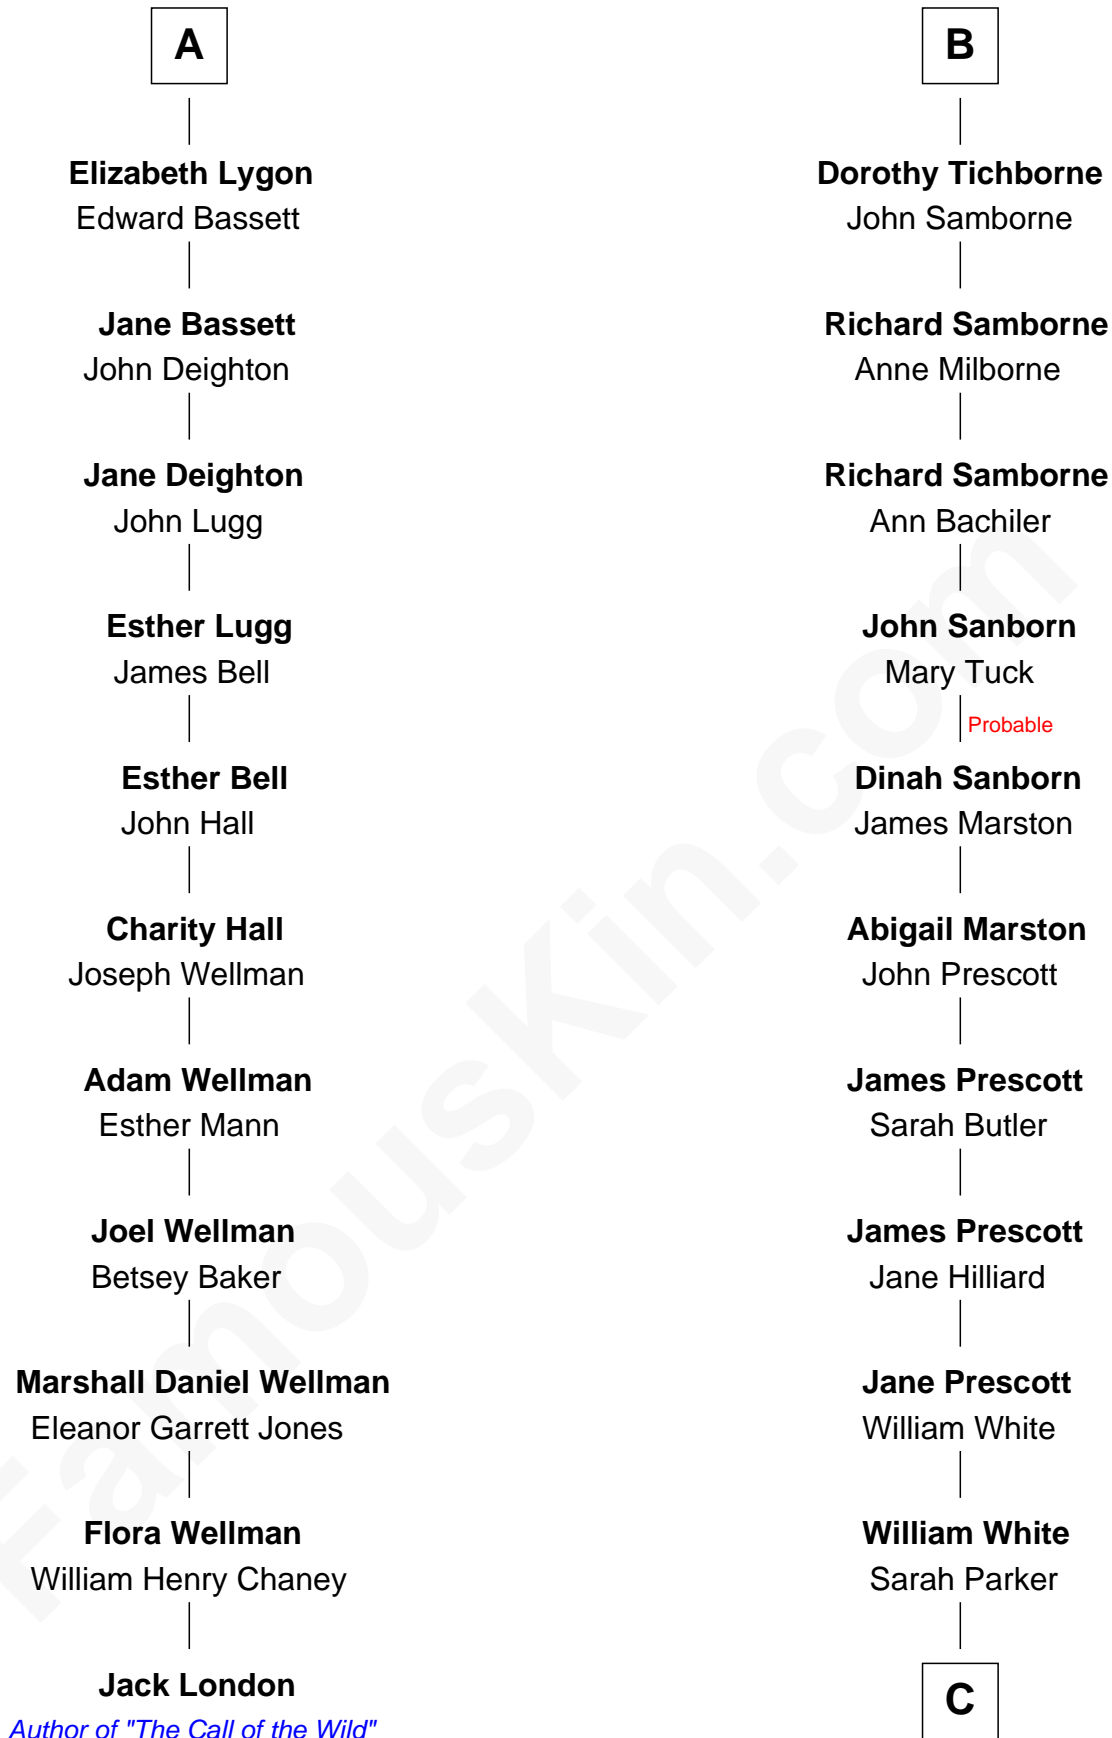 A
Elizabeth Lygon
Edward Bassett
Jane Bassett
John Deighton
Jane Deighton
John Lugg
Esther Lugg
James Bell
Esther Bell
John Hall
Charity Hall
Joseph Wellman
Adam Wellman
Esther Mann
Joel Wellman
Betsey Baker
Marshall Daniel Wellman
Eleanor Garrett Jones
Flora Wellman
William Henry Chaney
Jack London
Author of "The Call of the Wild"
B
Dorothy Tichborne
John Samborne
Richard Samborne
Anne Milborne
Richard Samborne
Ann Bachiler
John Sanborn
Mary Tuck
Probable
Dinah Sanborn
James Marston
Abigail Marston
John Prescott
James Prescott
Sarah Butler
James Prescott
Jane Hilliard
Jane Prescott
William White
William White
Sarah Parker
C
FamousKin.com